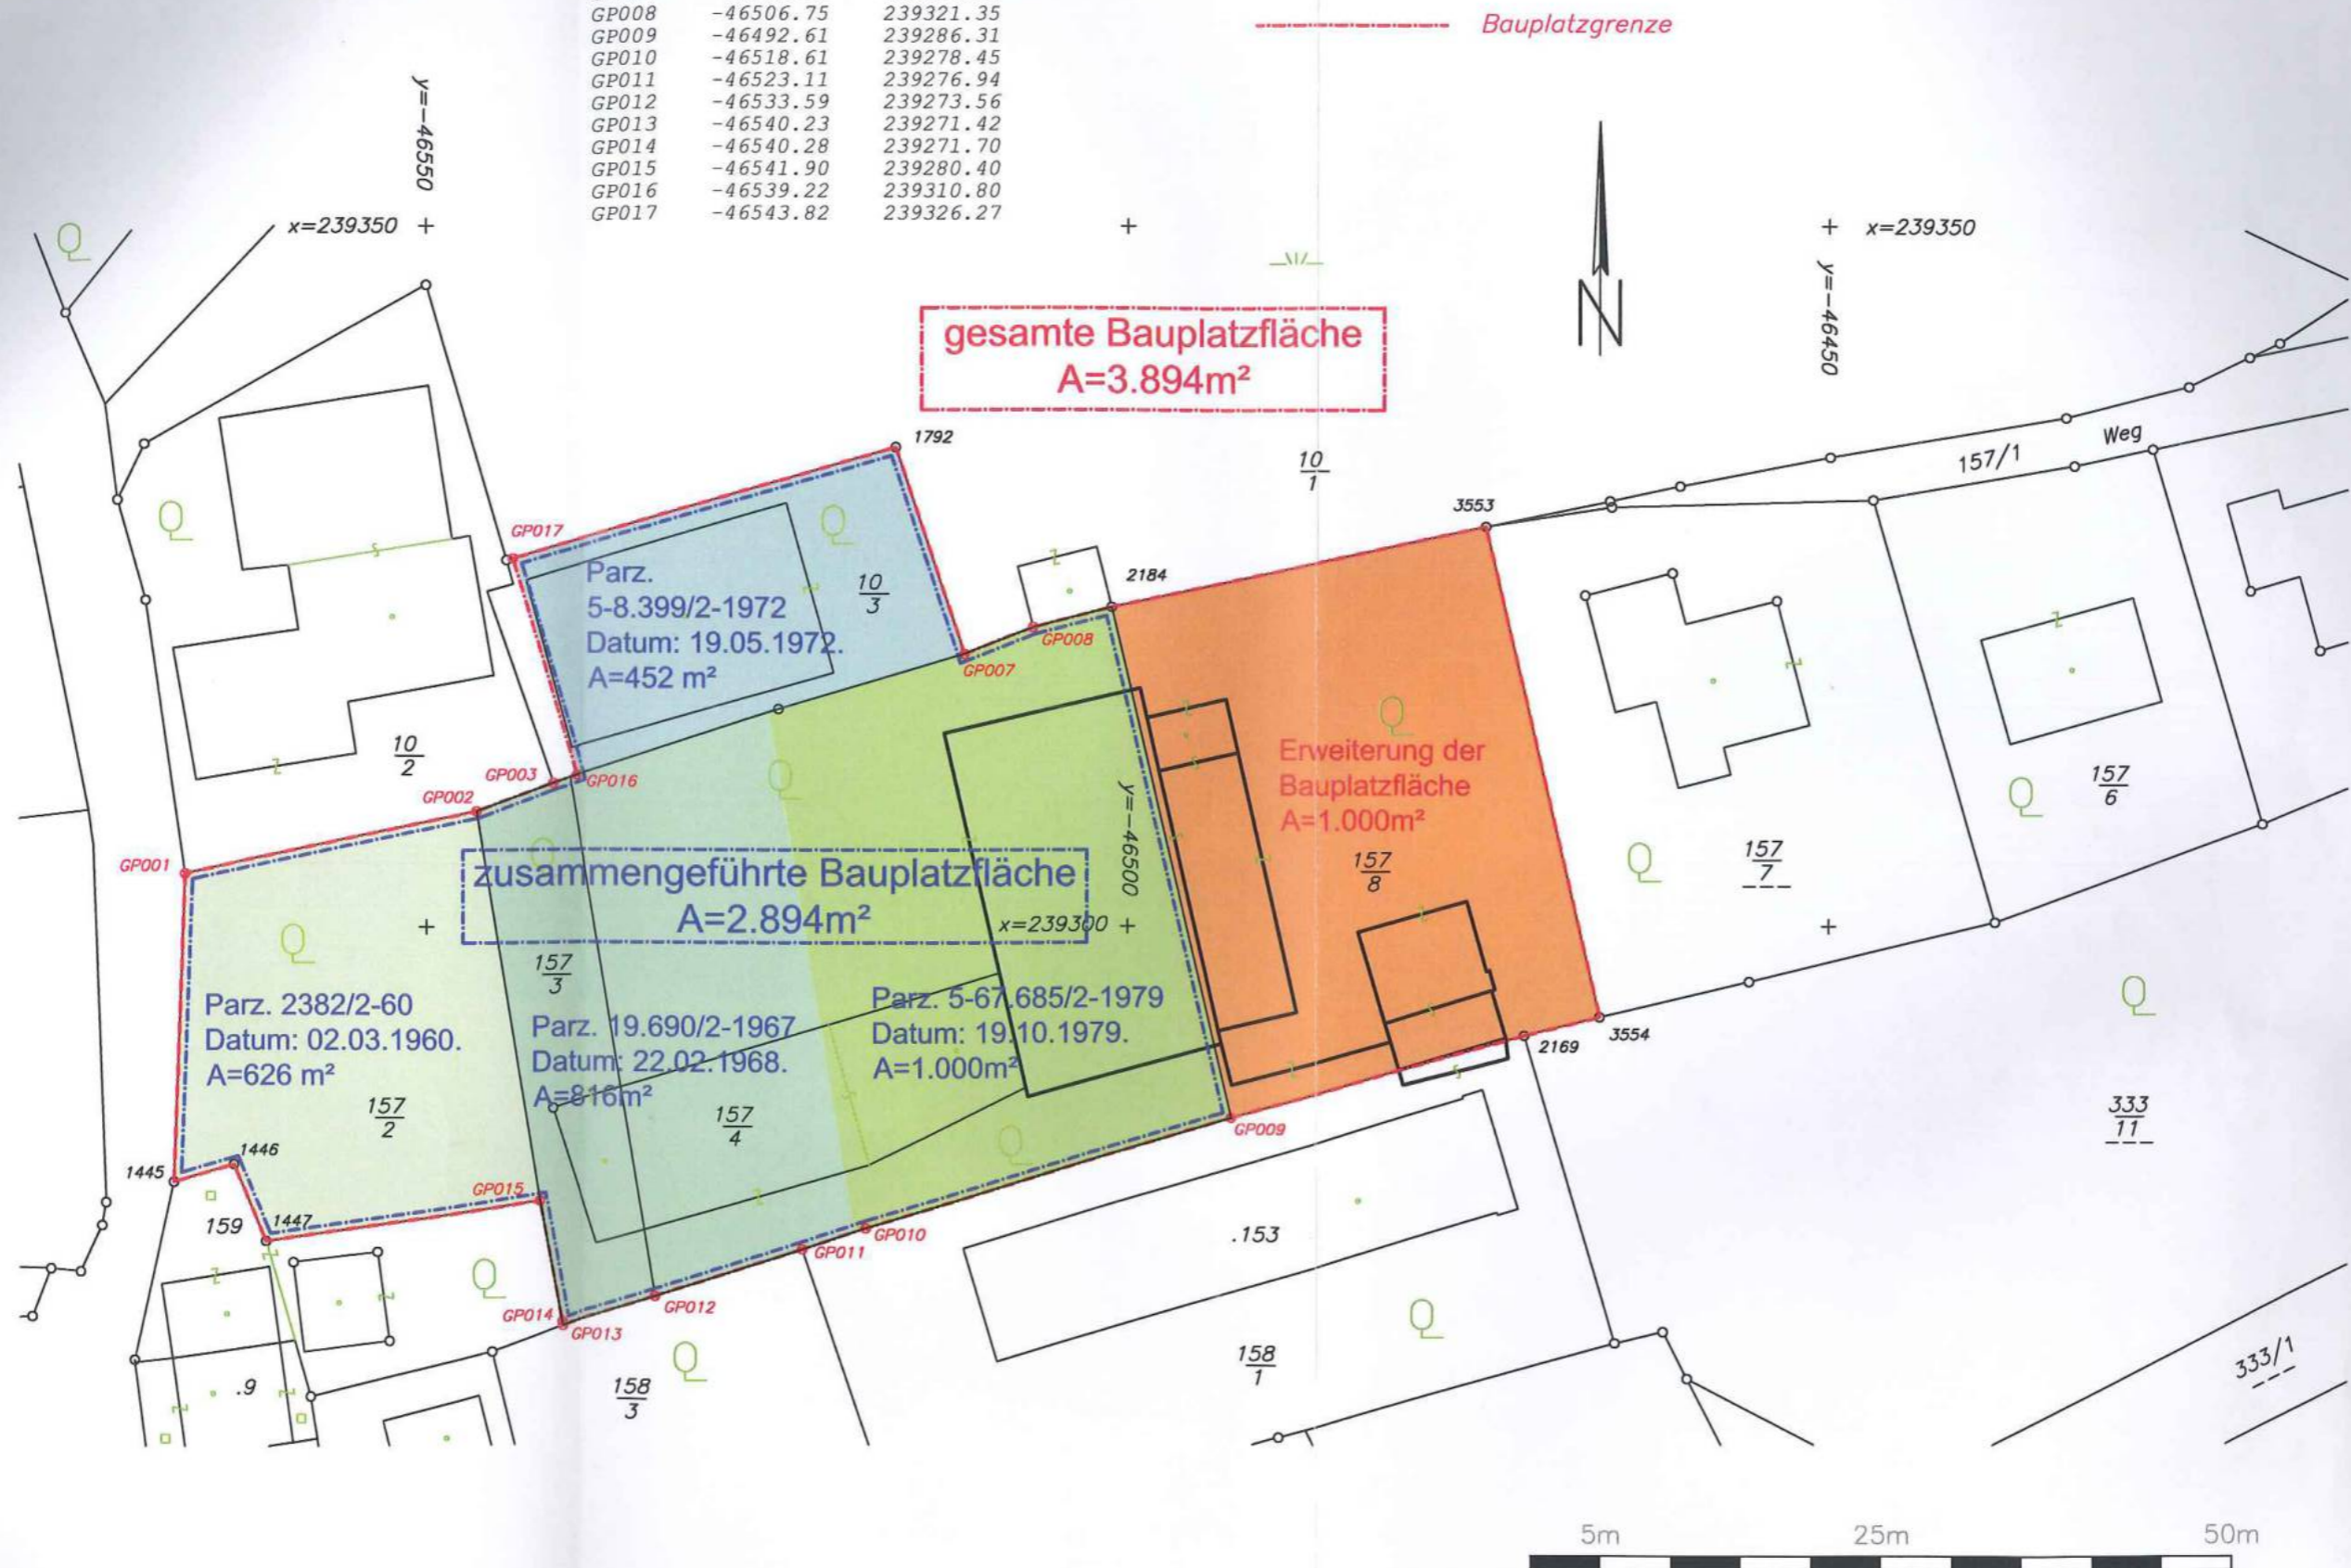 GP008 -46506.75 239321.35
GP009 -46492.61 239286.31
GP010 -46518.61 239278.45
GP011 -46523.11 239276.94
GP012 -46533.59 239273.56
GP013 -46540.23 239271.42
GP014 -46540.28 239271.70
GP015 -46541.90 239280.40
GP016 -46539.22 239310.80
GP017 -46543.82 239326.27
Bauplatzgrenze
y=-46550
x=239350
x=239350
y=-46450
N
gesamte Bauplatzfläche
A=3.894m²
1792
10
1
Weg
157/1
3553
GP017
Parz.
5-8.399/2-1972
Datum: 19.05.1972.
A=452 m²
10
3
2184
GP008
GP007
10
2
GP003
GP016
GP002
GP001
Erweiterung der
Bauplatzfläche
A=1.000m²
157
8
157
7
157
6
y=-46500
zusammengeführte Bauplatzfläche
A=2.894m²
x=239300
157
3
Parz. 2382/2-60
Datum: 02.03.1960.
A=626 m²
157
2
Parz. 19.690/2-1967
Datum: 22.02.1968.
A=816m²
157
4
Parz. 5-67.685/2-1979
Datum: 19.10.1979.
A=1.000m²
2169
3554
333
11
GP009
1446
1445
159
1447
GP015
GP010
GP011
GP012
GP014
GP013
.153
158
1
158
3
.9
333/1
5m 25m 50m